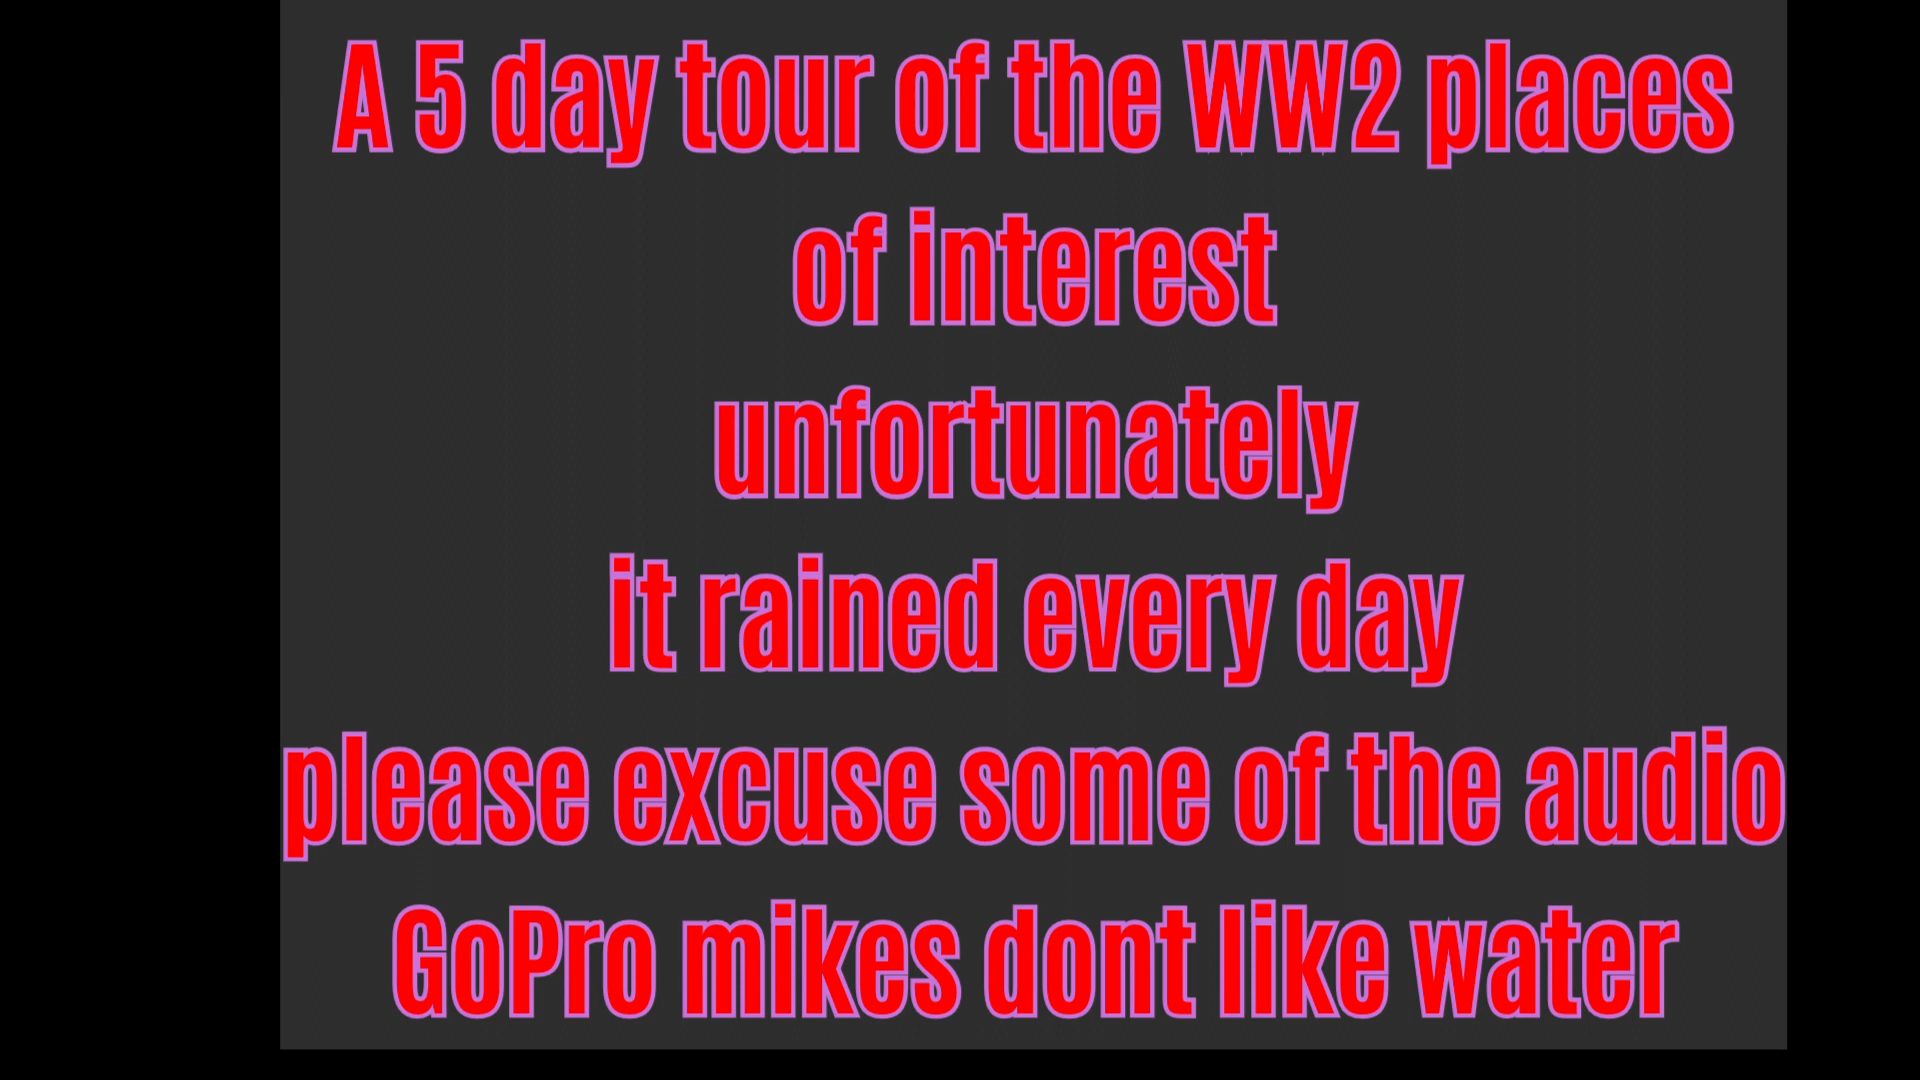 A 5 day tour of the WW2 places
of interest
unfortunately
it rained every day
please excuse some of the audio
GoPro mikes dont like water